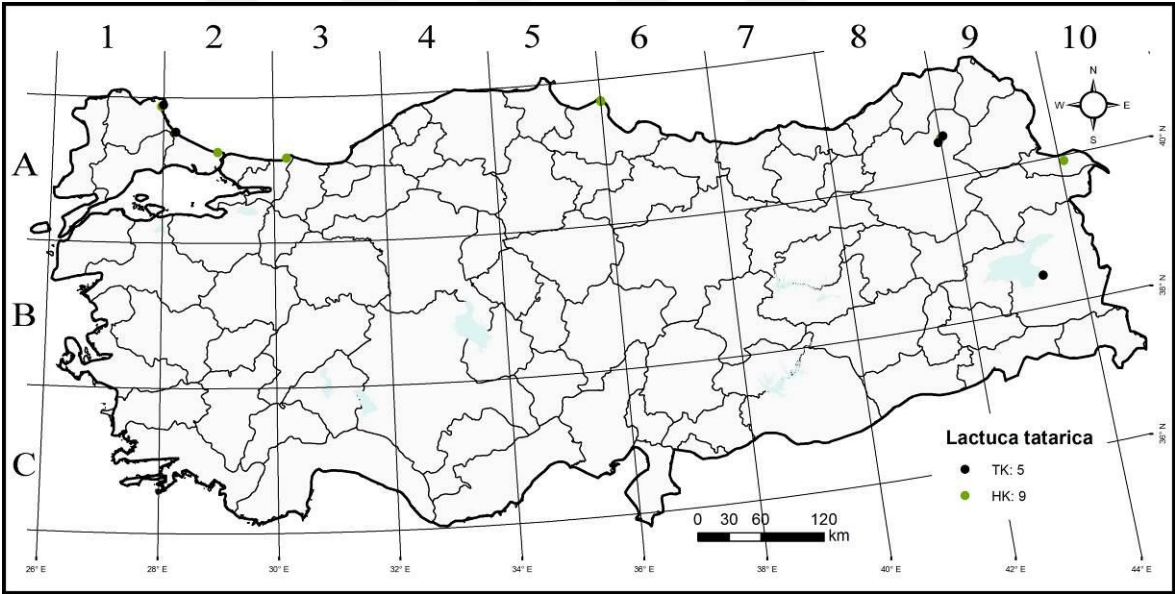 1 2 3 4 5 6 7 8 9 10
N
W E
S
40° N
A
38° N
B
36° N
Lactuca tatarica
C
TK: 5
HK: 9
0 30 60 120
km
26° E 28° E 30° E 32° E 34° E 36° E 38° E 40° E 42° E 44° E